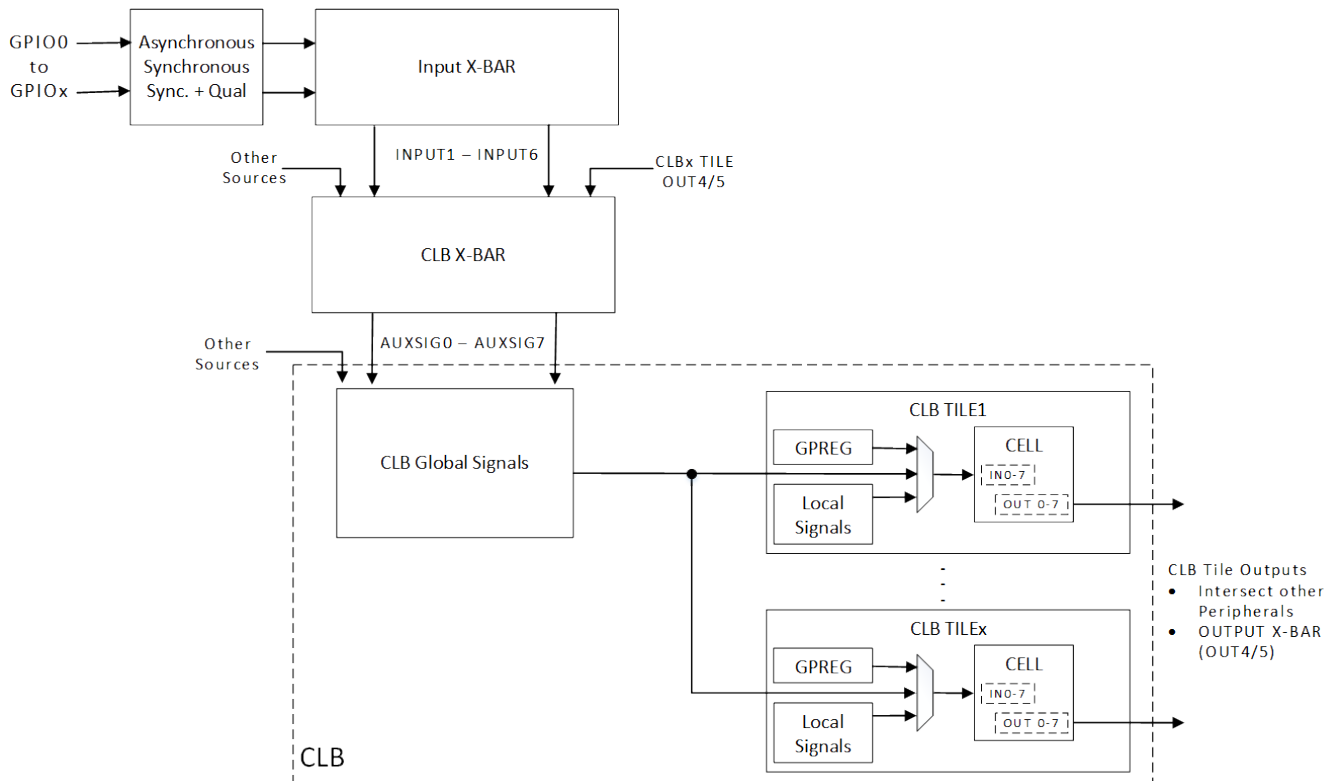 GPIO0
to
GPIOx
Asynchronous
Synchronous
Sync. + Qual
Input X-BAR
INPUT1 – INPUT6
Other
Sources
CLBx TILE
OUT4/5
CLB X-BAR
AUXSIG0 – AUXSIG7
Other
Sources
CLB Global Signals
CLB TILE1
GPREG
Local
Signals
CELL
IN0-7
OUT 0-7
-
-
-
CLB TILEx
GPREG
Local
Signals
CELL
IN0-7
OUT 0-7
CLB Tile Outputs
• Intersect other
Peripherals
• OUTPUT X-BAR
(OUT4/5)
CLB